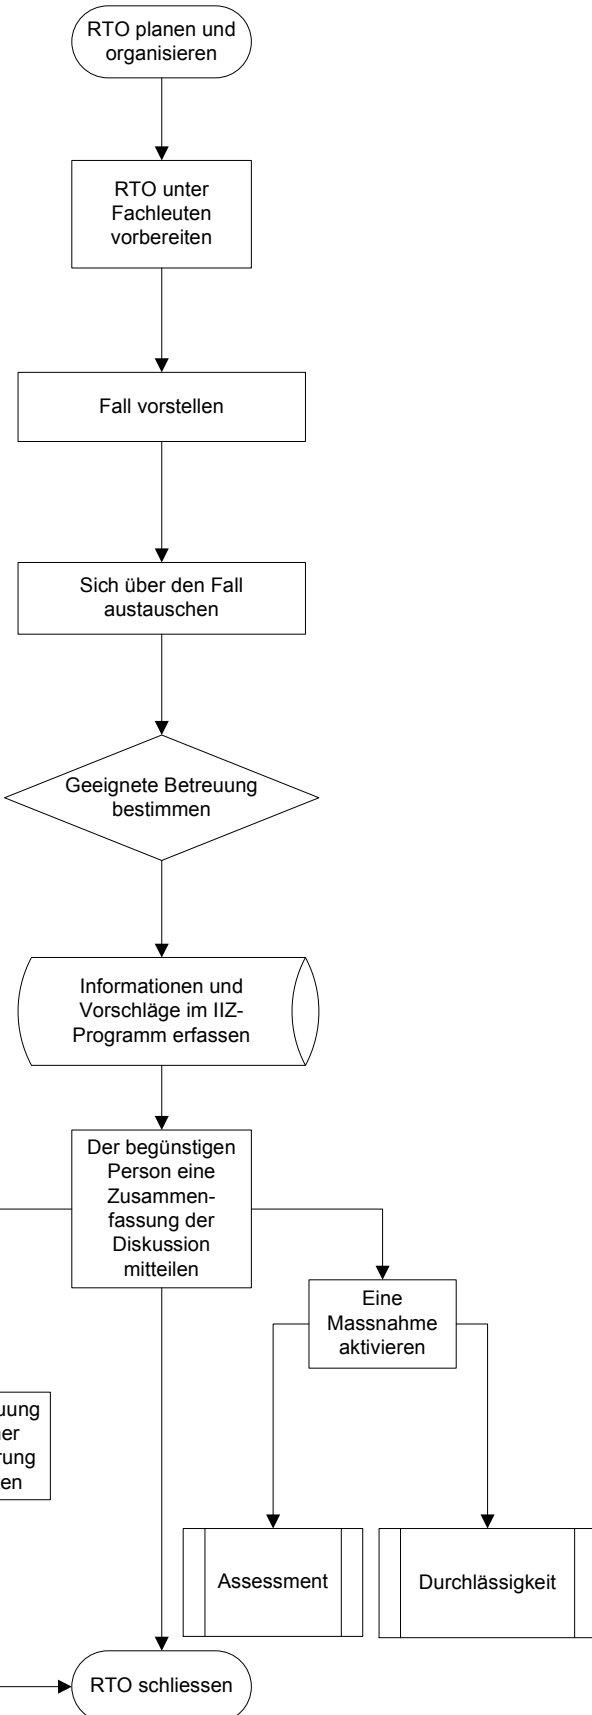 RTO planen und
organisieren
RTO unter
Fachleuten
vorbereiten
Fall vorstellen
Sich über den Fall
austauschen
Geeignete Betreuung
bestimmen
Informationen und
Vorschläge im IIZ-
Programm erfassen
Der begünstigen
Person eine
Zusammen-
fassung der
Diskussion
mitteilen
Eine
Massnahme
aktivieren
Assessment
Durchlässigkeit
RTO schliessen